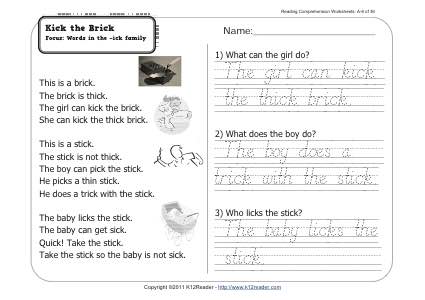 Reading Comprehension Worksheets: A-6 of 36
Kick the Brick
Focus: Words in the -ick family
Name:
This is a brick.
The brick is thick.
The girl can kick the brick.
She can kick the thick brick.
This is a stick.
The stick is not thick.
The boy can pick the stick.
He picks a thin stick.
He does a trick with the stick.
The baby licks the stick.
The baby can get sick.
Quick! Take the stick.
Take the stick so the baby is not sick.
1) What can the girl do?
The girl can kick
the thick brick.
2) What does the boy do?
The boy does a
trick with the stick.
3) Who licks the stick?
The baby licks the
stick.
Copyright ©2011 K12Reader - http://www.k12reader.com